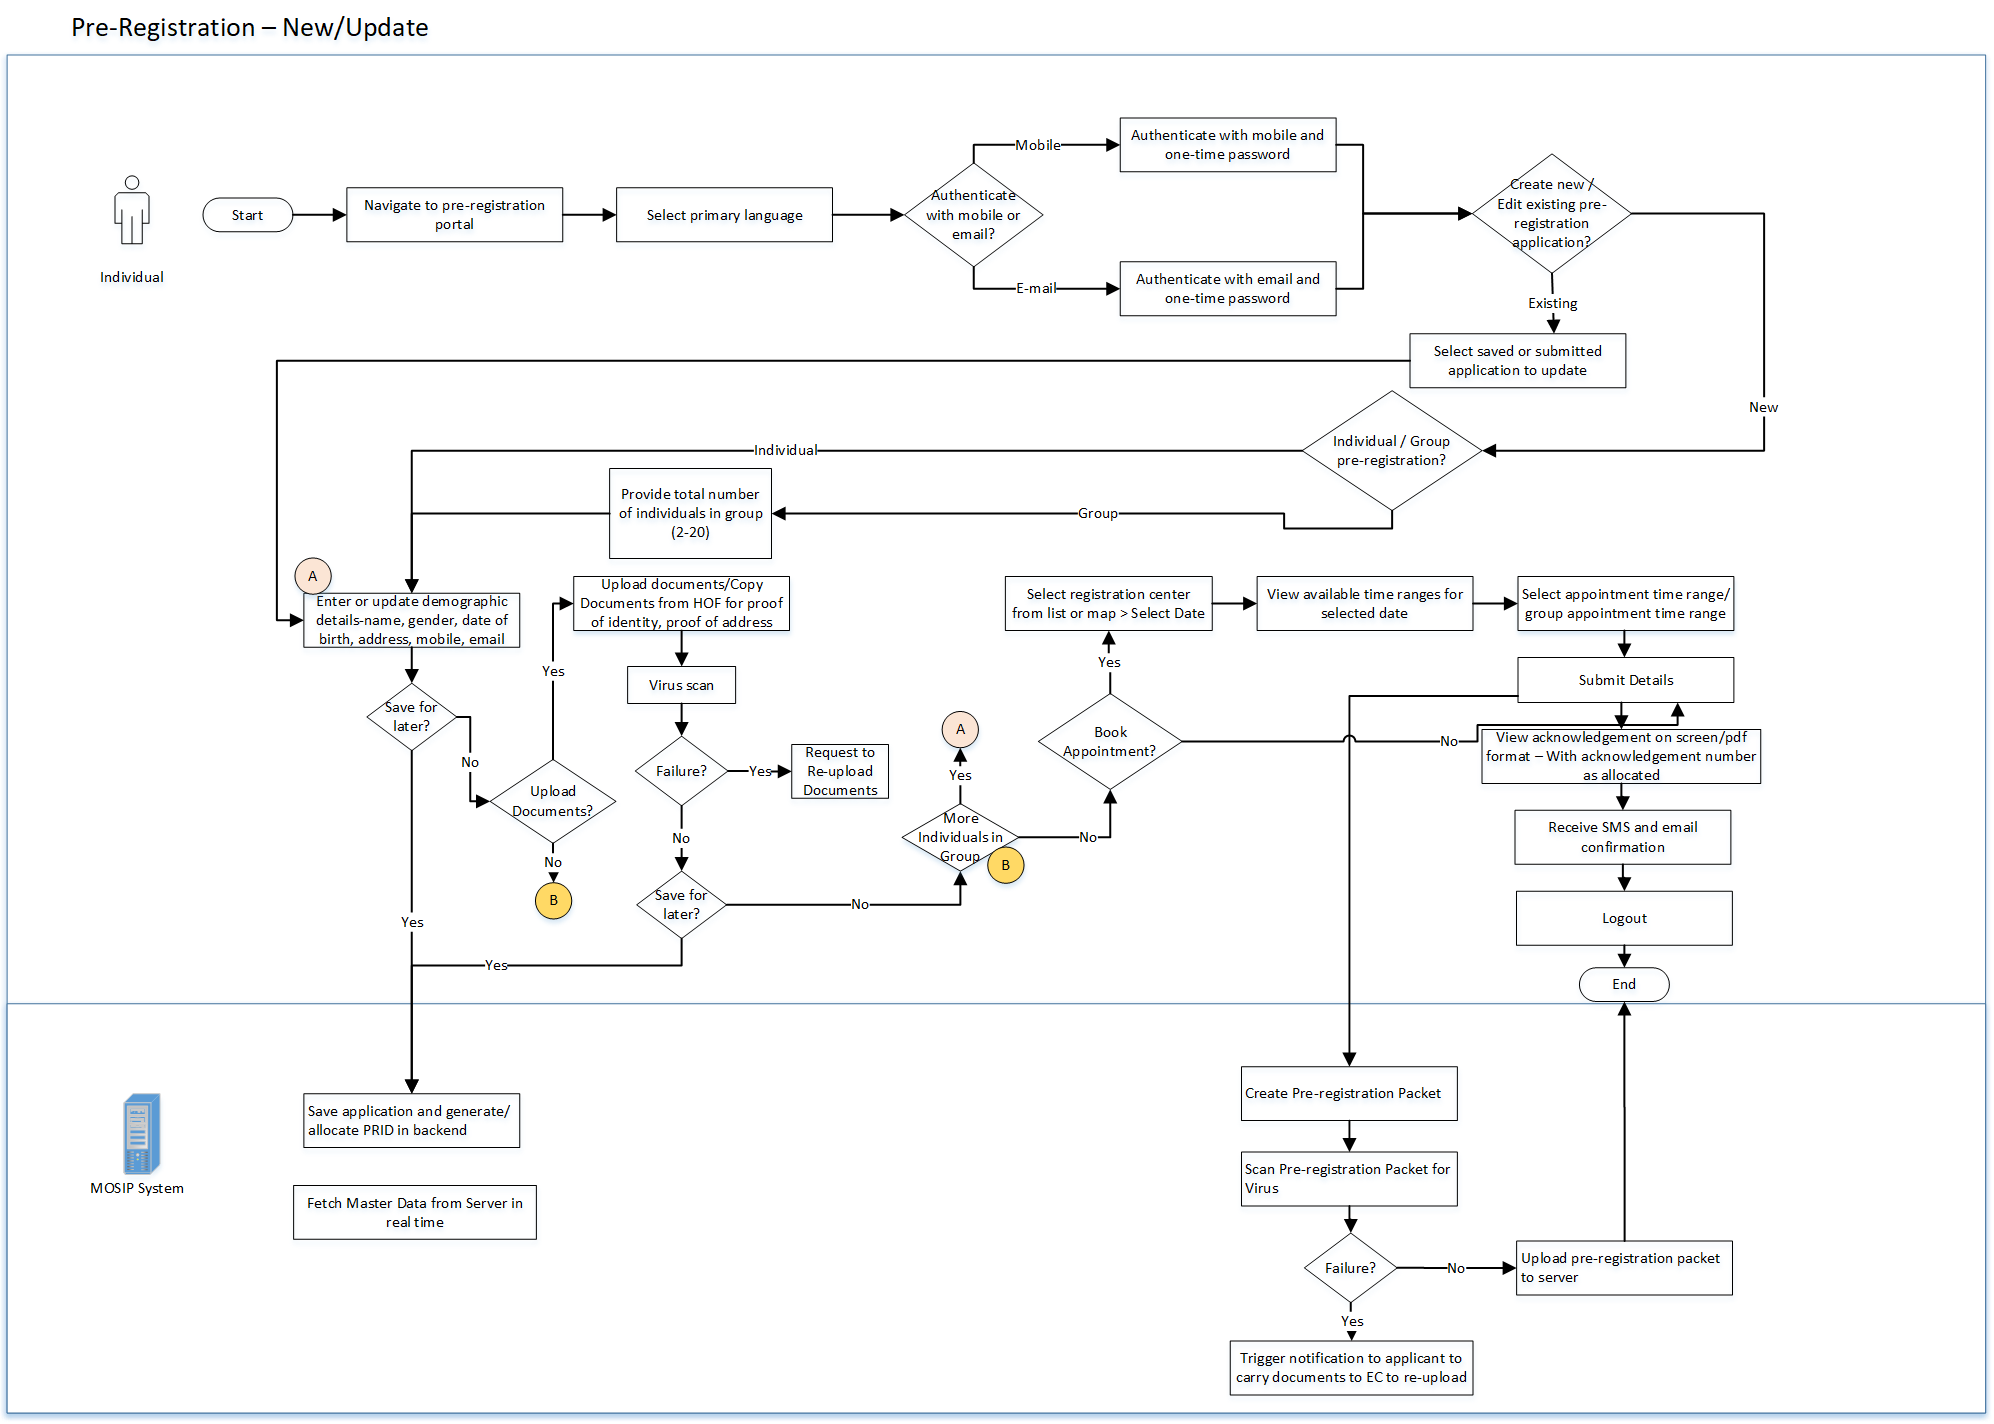 Pre-Registration – New/Update
Mobile
Authenticate with mobile and
one-time password
Start
Navigate to pre-registration
portal
Select primary language
Authenticate
with mobile or
email?
Create new /
Edit existing pre-
registration
application?
Individual
E-mail
Authenticate with email and
one-time password
Existing
Select saved or submitted
application to update
New
Individual / Group
pre-registration?
Individual
Provide total number
of individuals in group
(2-20)
Group
A
Enter or update demographic
details-name, gender, date of
birth, address, mobile, email
Upload documents/Copy
Documents from HOF for proof
of identity, proof of address
Select registration center
from list or map > Select Date
View available time ranges for
selected date
Select appointment time range/
group appointment time range
Yes
Virus scan
Yes
Submit Details
Save for
later?
No
Upload
Documents?
Failure?
Yes
Request to
Re-upload
Documents
A
Yes
Book
Appointment?
No
View acknowledgement on screen/pdf
format – With acknowledgement number
as allocated
No
More
Individuals in
Group
No
B
Receive SMS and email
confirmation
No
B
Save for
later?
No
Yes
Logout
Yes
End
MOSIP System
Save application and generate/
allocate PRID in backend
Fetch Master Data from Server in
real time
Create Pre-registration Packet
Scan Pre-registration Packet for
Virus
Failure?
No
Upload pre-registration packet
to server
Yes
Trigger notification to applicant to
carry documents to EC to re-upload